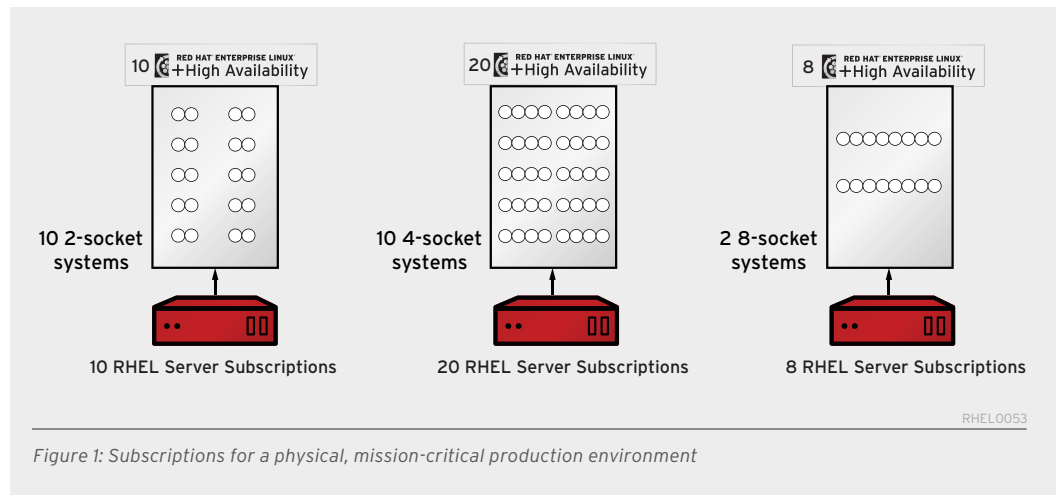 10 RED HAT® ENTERPRISE LINUX®
+High Availability
20 RED HAT® ENTERPRISE LINUX®
+High Availability
8 RED HAT® ENTERPRISE LINUX®
+High Availability
10 2-socket
systems
10 4-socket
systems
2 8-socket
systems
10 RHEL Server Subscriptions
20 RHEL Server Subscriptions
8 RHEL Server Subscriptions
RHEL0053
Figure 1: Subscriptions for a physical, mission-critical production environment